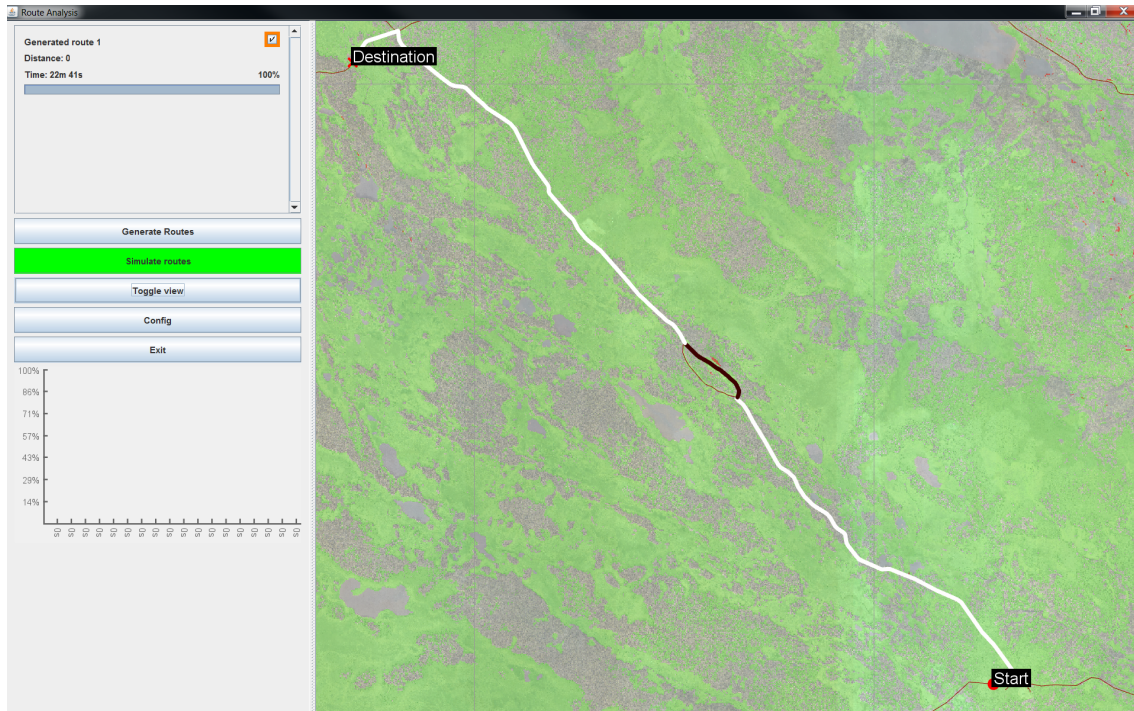 Route Analysis
Generated route 1
Distance: 0
Time: 22m 41s 100%
Generate Routes
Simulate routes
Toggle view
Config
Exit
100%
86%
71%
57%
43%
29%
14%
0s 0s 0s 0s 0s 0s 0s 0s 0s 0s 0s 0s 0s 0s 0s 0s 0s 0s
Destination
Start